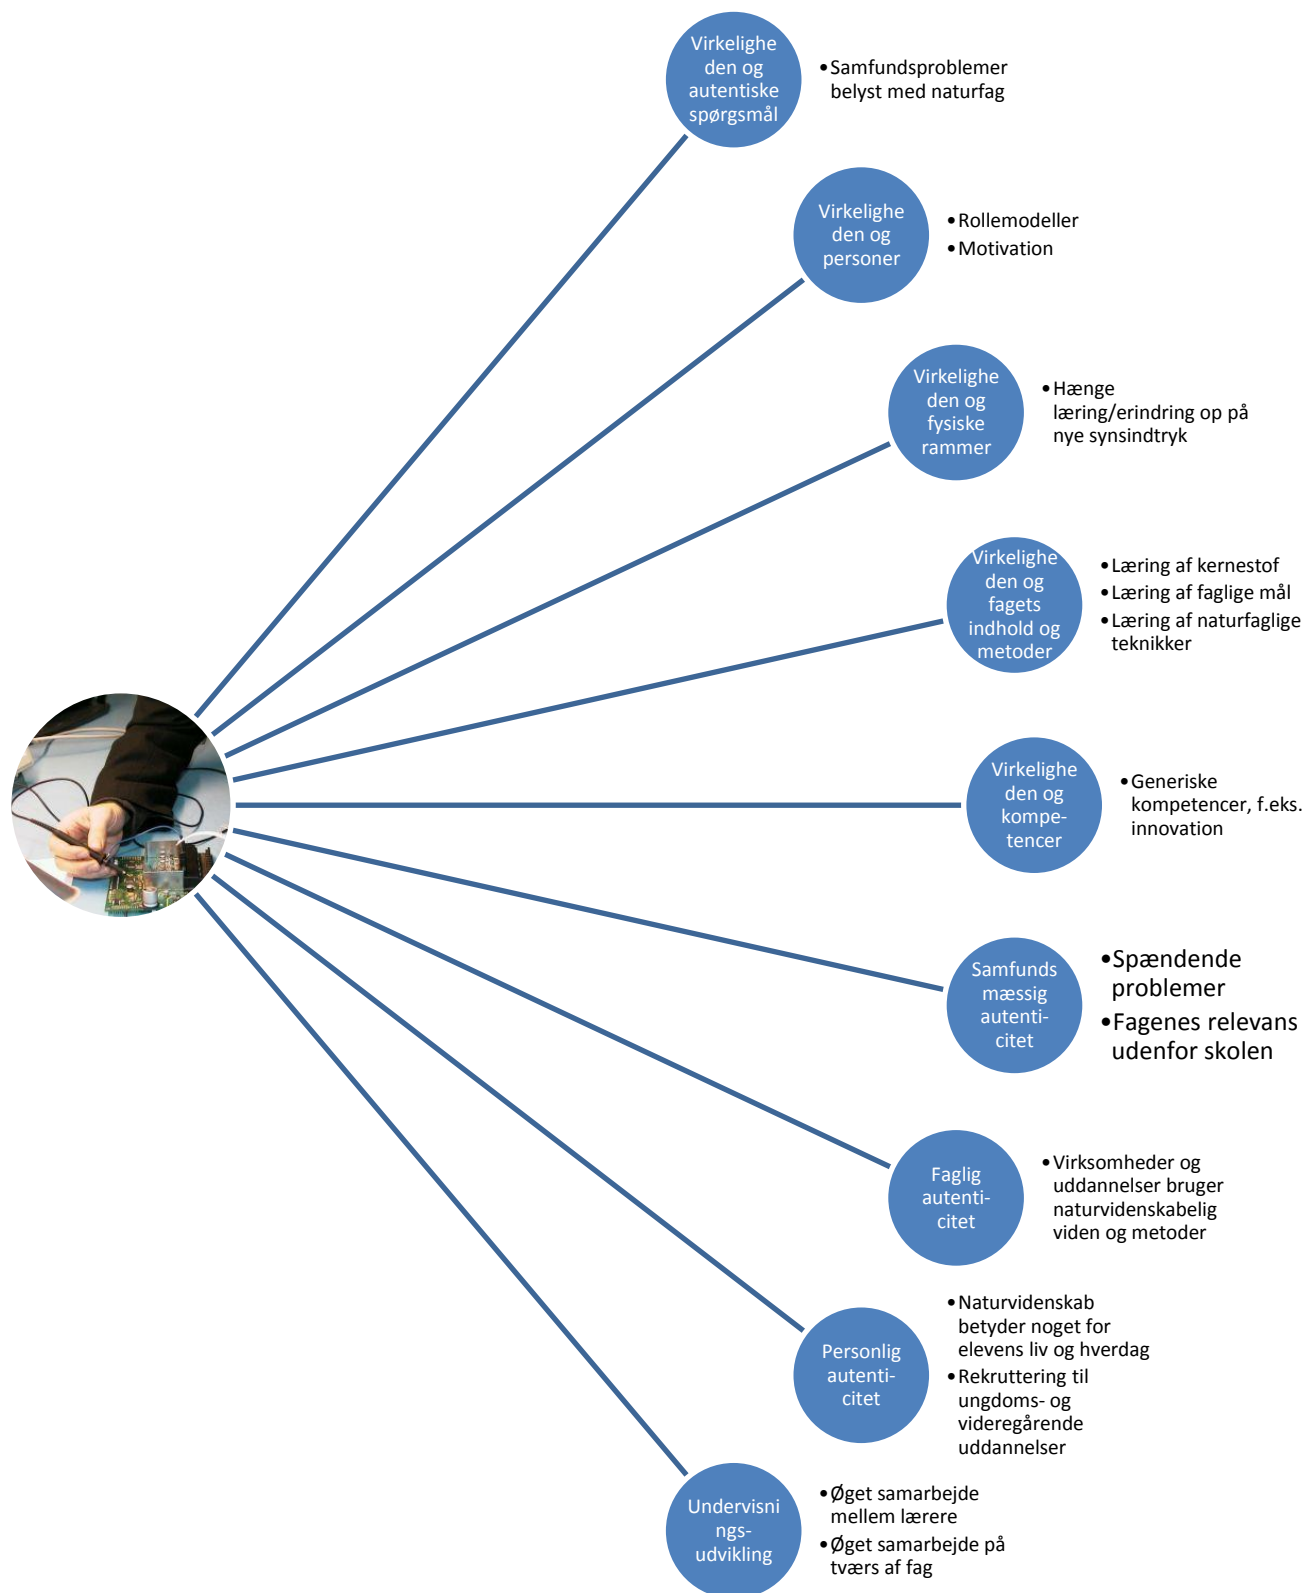 Virkelighe
den og
autentiske
spørgsmål
•Samfundsproblemer
belyst med naturfag
Virkelighe
den og
personer
•Rollemodeller
•Motivation
Virkelighe
den og
fysiske
rammer
•Hænge
læring/erindring op på
nye synsindtryk
Virkelighe
den og
fagets
indhold og
metoder
•Læring af kernestof
•Læring af faglige mål
•Læring af naturfaglige
teknikker
Virkelighe
den og
kompe-
tencer
•Generiske
kompetencer, f.eks.
innovation
Samfunds
mæssig
autenti-
citet
•Spændende
problemer
•Fagenes relevans
udenfor skolen
Faglig
autenti-
citet
•Virksomheder og
uddannelser bruger
naturvidenskabelig
viden og metoder
Personlig
autenti-
citet
•Naturvidenskab
betyder noget for
elevens liv og hverdag
•Rekruttering til
ungdoms- og
videregårende
uddannelser
Undervisni
ngs-
udvikling
•Øget samarbejde
mellem lærere
•Øget samarbejde på
tværs af fag